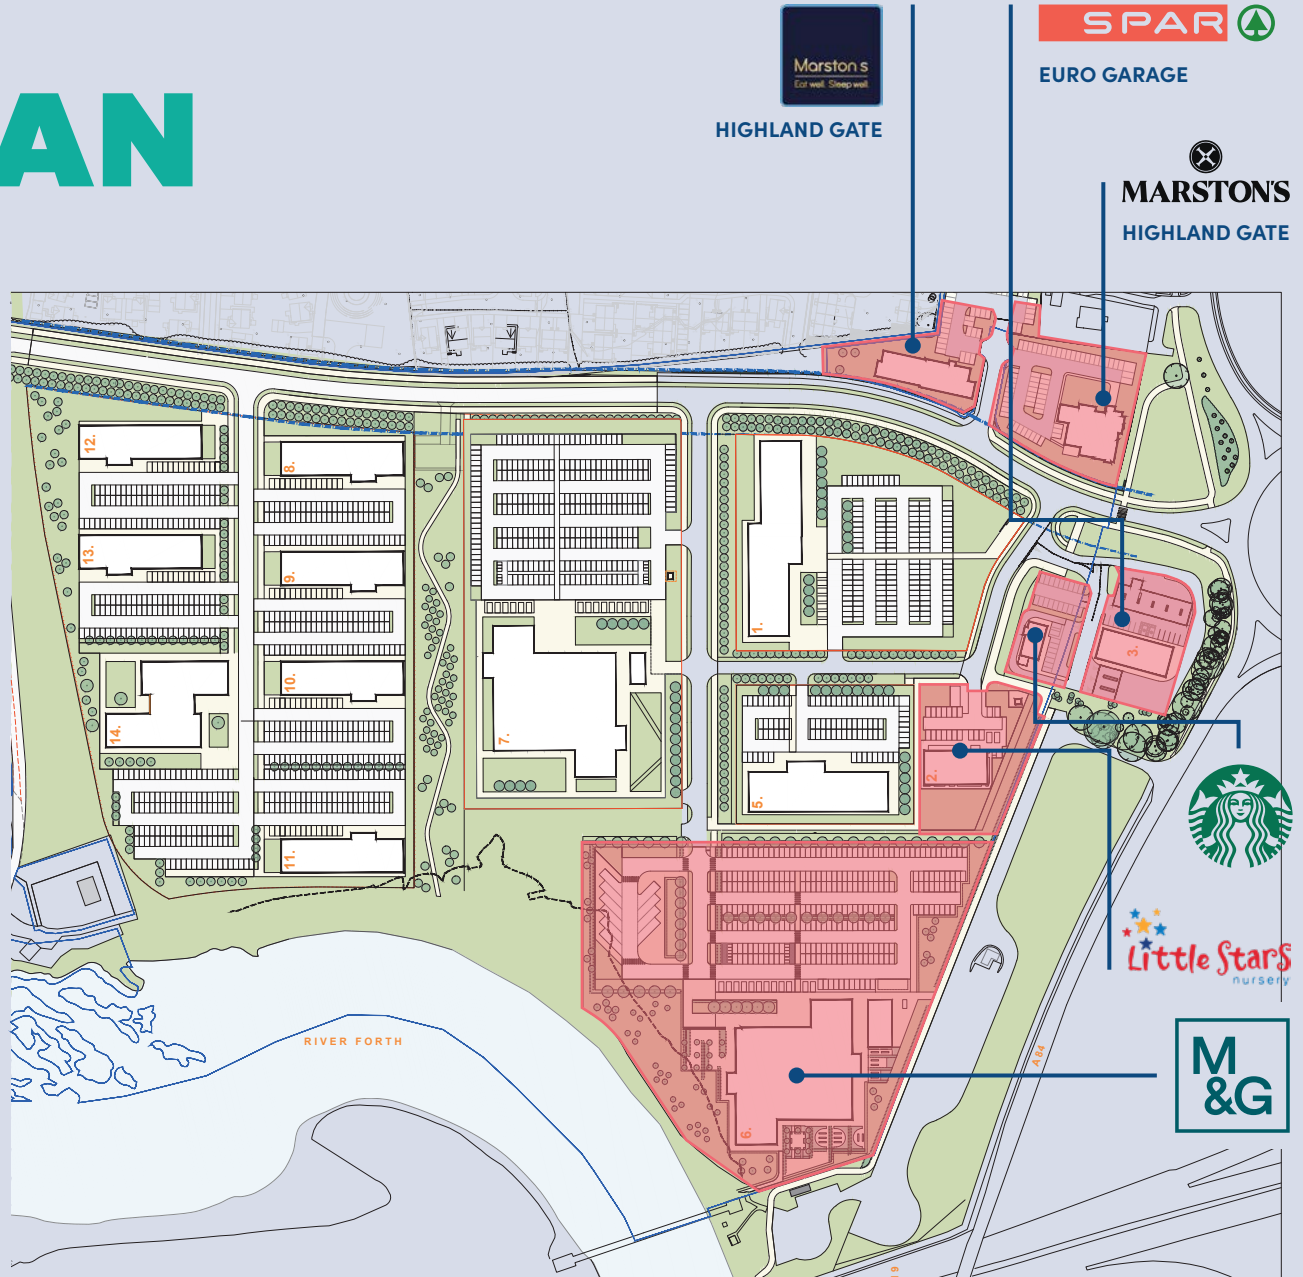 AN
Marston's
Eat well. Sleep well.
HIGHLAND GATE
SPAR
EURO GARAGE
MARSTON'S
HIGHLAND GATE
12.
8.
13.
9.
1.
3.
10.
14.
7.
2.
5.
11.
Little Stars
nursery
RIVER FORTH
A84
M
&G
6.